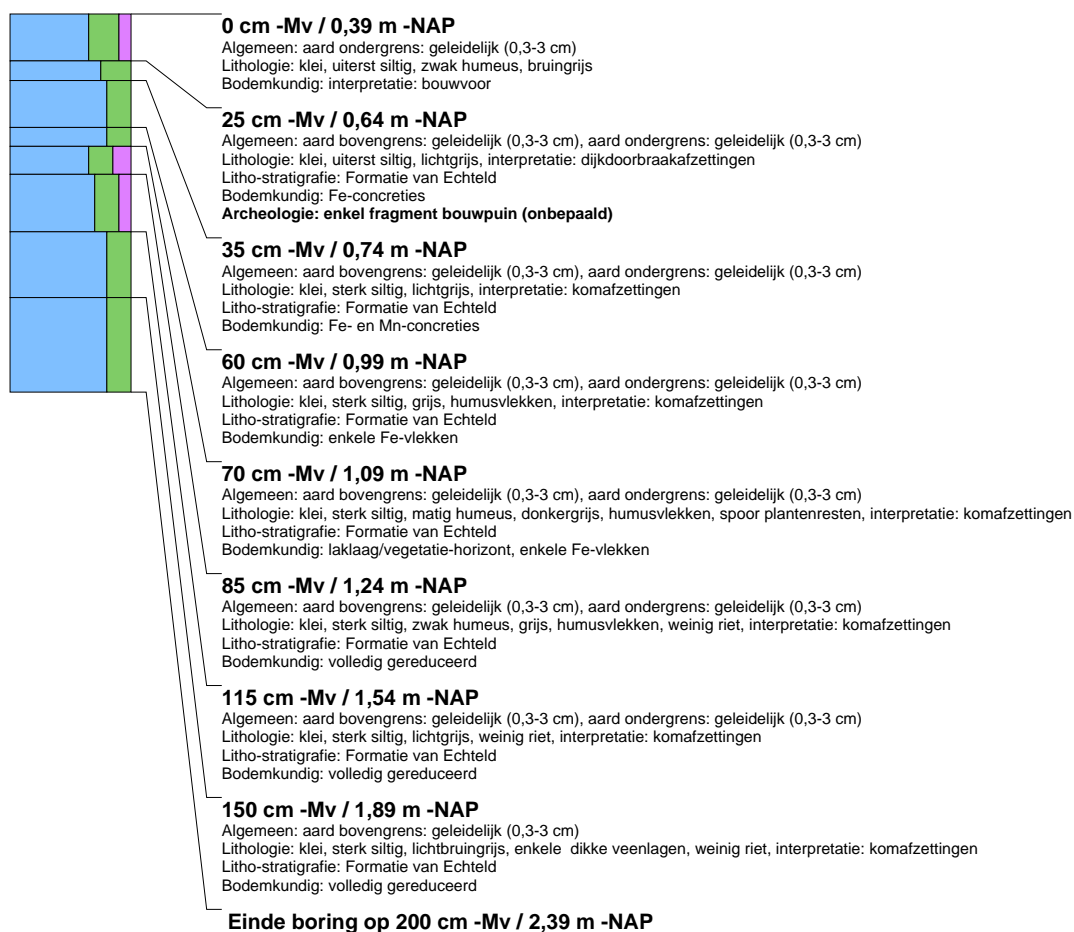 0 cm -Mv / 0,39 m -NAP
Algemeen: aard ondergrens: geleidelijk (0,3-3 cm)
Lithologie: klei, uiterst siltig, zwak humeus, bruingrijs
Bodemkundig: interpretatie: bouwvoor
25 cm -Mv / 0,64 m -NAP
Algemeen: aard bovengrens: geleidelijk (0,3-3 cm), aard ondergrens: geleidelijk (0,3-3 cm)
Lithologie: klei, uiterst siltig, lichtgrijs, interpretatie: dijkdoorbraakafzettingen
Litho-stratigrafie: Formatie van Echteld
Bodemkundig: Fe-concreties
Archeologie: enkel fragment bouwpuin (onbepaald)
35 cm -Mv / 0,74 m -NAP
Algemeen: aard bovengrens: geleidelijk (0,3-3 cm), aard ondergrens: geleidelijk (0,3-3 cm)
Lithologie: klei, sterk siltig, lichtgrijs, interpretatie: komafzettingen
Litho-stratigrafie: Formatie van Echteld
Bodemkundig: Fe- en Mn-concreties
60 cm -Mv / 0,99 m -NAP
Algemeen: aard bovengrens: geleidelijk (0,3-3 cm), aard ondergrens: geleidelijk (0,3-3 cm)
Lithologie: klei, sterk siltig, grijs, humusvlekken, interpretatie: komafzettingen
Litho-stratigrafie: Formatie van Echteld
Bodemkundig: enkele Fe-vlekken
70 cm -Mv / 1,09 m -NAP
Algemeen: aard bovengrens: geleidelijk (0,3-3 cm), aard ondergrens: geleidelijk (0,3-3 cm)
Lithologie: klei, sterk siltig, matig humeus, donkergrijs, humusvlekken, spoor plantenresten, interpretatie: komafzettingen
Litho-stratigrafie: Formatie van Echteld
Bodemkundig: laklaag/vegetatie-horizont, enkele Fe-vlekken
85 cm -Mv / 1,24 m -NAP
Algemeen: aard bovengrens: geleidelijk (0,3-3 cm), aard ondergrens: geleidelijk (0,3-3 cm)
Lithologie: klei, sterk siltig, zwak humeus, grijs, humusvlekken, weinig riet, interpretatie: komafzettingen
Litho-stratigrafie: Formatie van Echteld
Bodemkundig: volledig gereduceerd
115 cm -Mv / 1,54 m -NAP
Algemeen: aard bovengrens: geleidelijk (0,3-3 cm), aard ondergrens: geleidelijk (0,3-3 cm)
Lithologie: klei, sterk siltig, lichtgrijs, weinig riet, interpretatie: komafzettingen
Litho-stratigrafie: Formatie van Echteld
Bodemkundig: volledig gereduceerd
150 cm -Mv / 1,89 m -NAP
Algemeen: aard bovengrens: geleidelijk (0,3-3 cm)
Lithologie: klei, sterk siltig, lichtbruingrijs, enkele  dikke veenlagen, weinig riet, interpretatie: komafzettingen
Litho-stratigrafie: Formatie van Echteld
Bodemkundig: volledig gereduceerd
Einde boring op 200 cm -Mv / 2,39 m -NAP